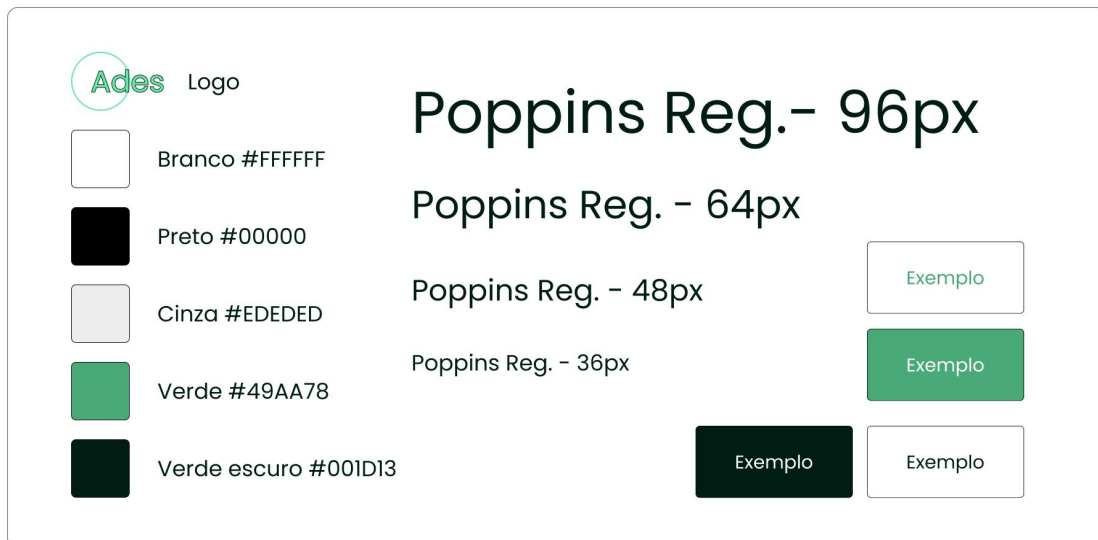 Ades Logo
Branco #FFFFFF
Preto #00000
Cinza #EDEDED
Verde #49AA78
Verde escuro #001D13
Poppins Reg.- 96px
Poppins Reg. - 64px
Poppins Reg. - 48px
Poppins Reg. - 36px
Exemplo
Exemplo
Exemplo
Exemplo